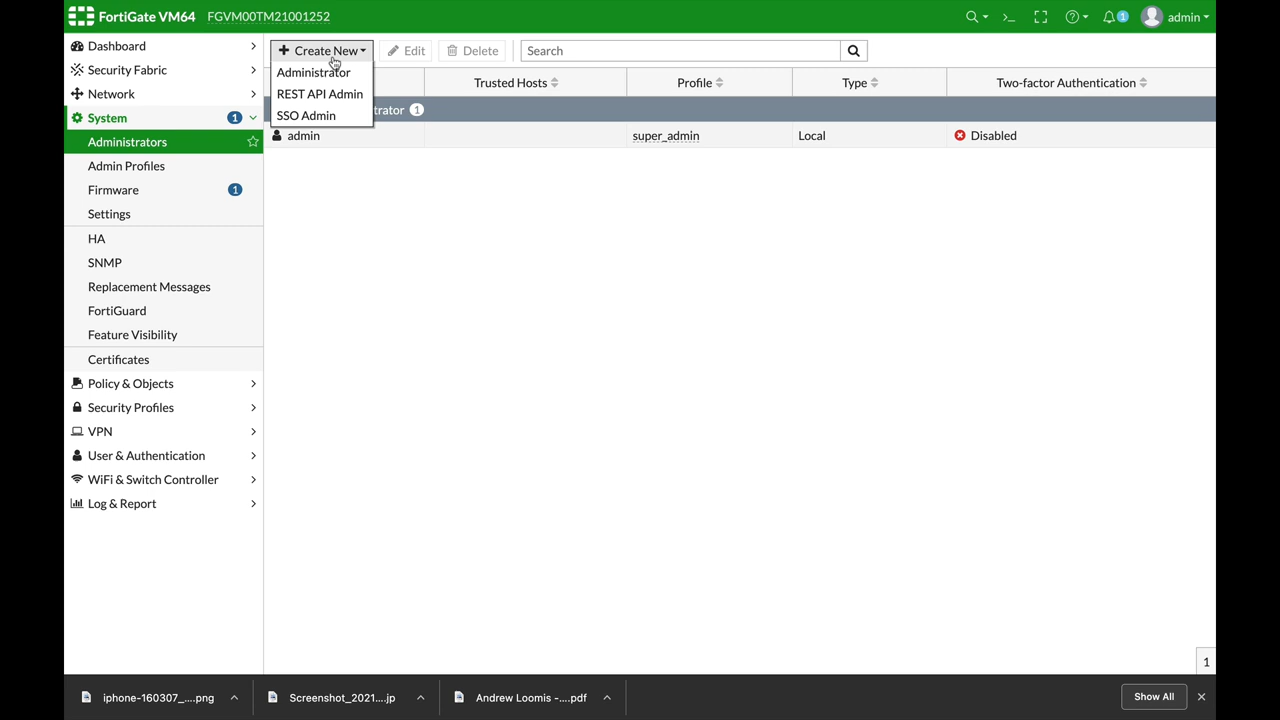 FortiGate VM64 FGVM00TM21001252 1 admin
Dashboard
Security Fabric
Network
System 1
Administrators
Admin Profiles
Firmware 1
Settings
HA
SNMP
Replacement Messages
FortiGuard
Feature Visibility
Certificates
Policy & Objects
Security Profiles
VPN
User & Authentication
WiFi & Switch Controller
Log & Report
Create New Edit Delete Search
Administrator
REST API Admin
SSO Admin
Trusted Hosts Profile Type Two-factor Authentication
trator 1
admin super_admin Local Disabled
1
iphone-160307_....png Screenshot_2021....jp Andrew Loomis -....pdf Show All